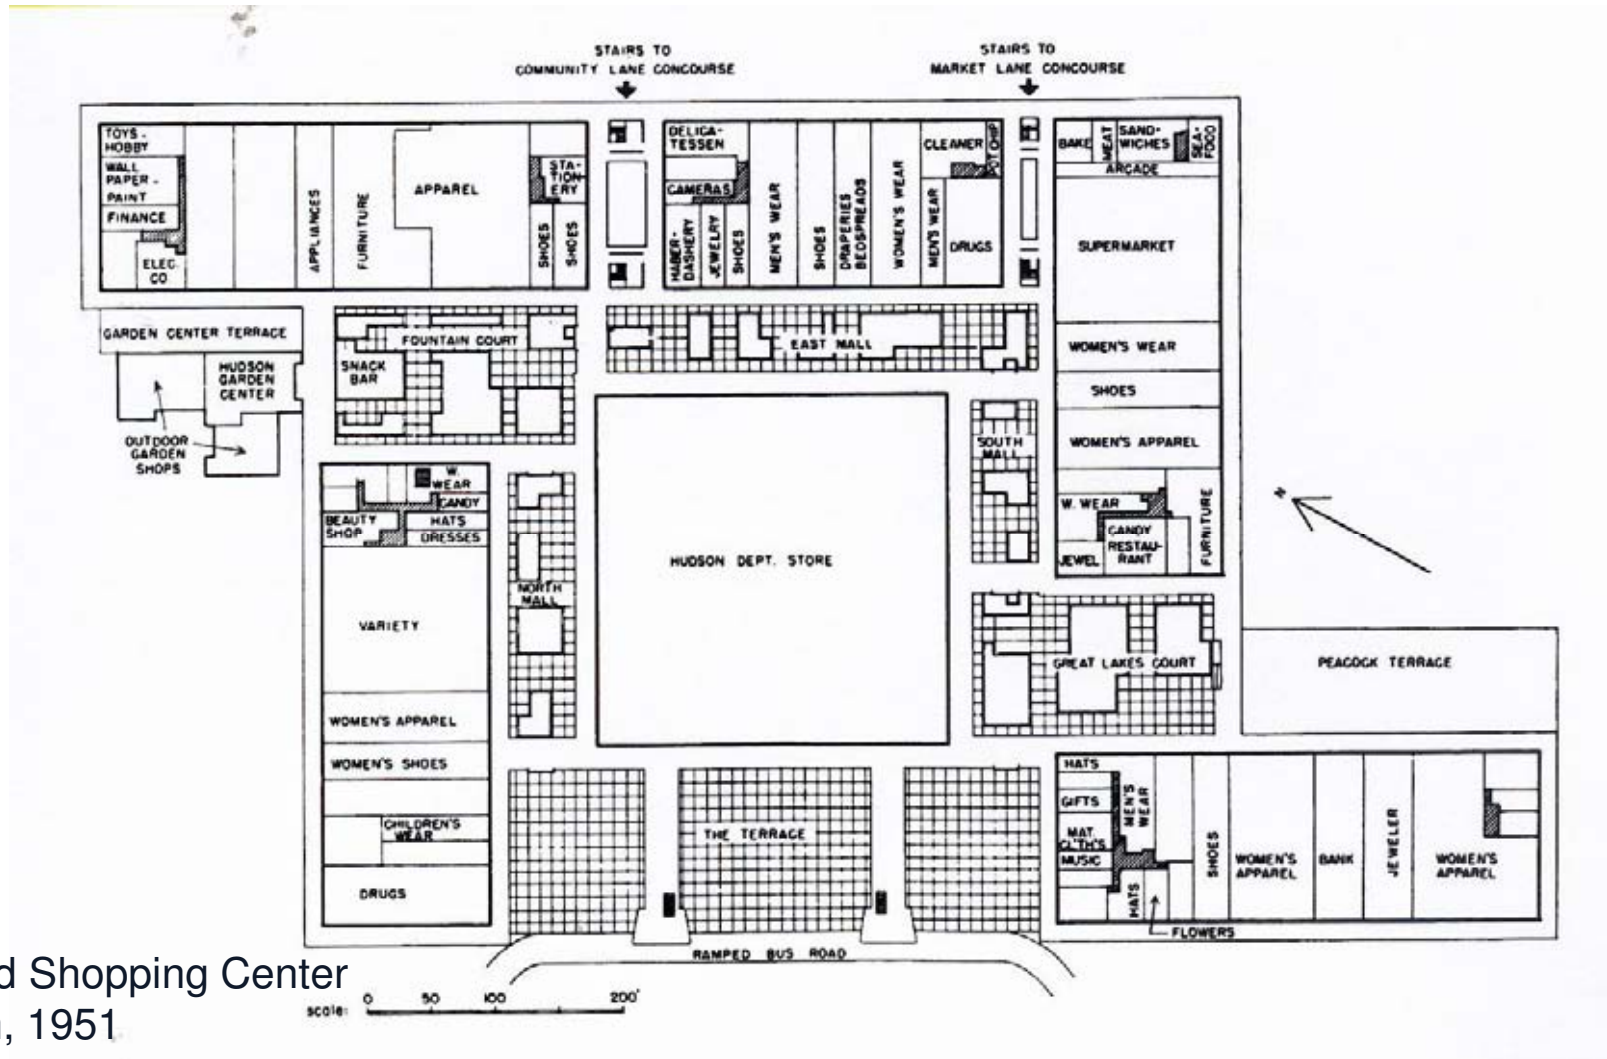 STAIRS TO
COMMUNITY LANE CONCOURSE
STAIRS TO
MARKET LANE CONCOURSE
TOYS -
HOBBY
WALL
PAPER -
PAINT
FINANCE
ELEC.
CO
APPLIANCES
FURNITURE
APPAREL
STA-
TION-
ERY
SHOES
SHOES
DELICA-
TESSEN
CAMERAS
HABER-
DASHERY
JEWELRY
SHOES
MEN'S WEAR
SHOES
DRAPERIES
BEDSPREADS
WOMEN'S WEAR
CLEANER
POT CHIP
MEN'S WEAR
DRUGS
BAKE
MEAT
SAND-
WICHES
SEA-
FOOD
ARCADE
SUPERMARKET
WOMEN'S WEAR
SHOES
WOMEN'S APPAREL
W. WEAR
CANDY
RESTAU-
RANT
JEWEL
FURNITURE
GARDEN CENTER TERRACE
HUDSON
GARDEN
CENTER
OUTDOOR
GARDEN
SHOPS
FOUNTAIN COURT
SNACK
BAR
EAST MALL
SOUTH
MALL
N
W.
WEAR
CANDY
BEAUTY
SHOP
HATS
DRESSES
VARIETY
WOMEN'S APPAREL
WOMEN'S SHOES
CHILDREN'S
WEAR
DRUGS
NORTH
MALL
HUDSON DEPT. STORE
GREAT LAKES COURT
PEACOCK TERRACE
THE TERRACE
HATS
GIFTS
MAT.
CL'TH'S
MUSIC
MEN'S
WEAR
HATS
FLOWERS
SHOES
WOMEN'S
APPAREL
BANK
JEWELER
WOMEN'S
APPAREL
RAMPED BUS ROAD
d Shopping Center
, 1951
scale: 0 50 100 200'